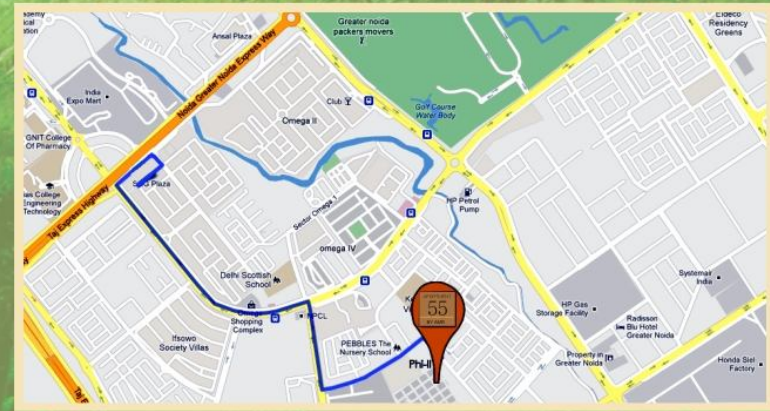 Ansal Plaza
Greater noida
packers movers
Eldeco
Residency
Greens
India
Expo Mart
Noida Greater Noida Express Way
Club
Golf Course
Water Body
Omega II
GNIT College
Of Pharmacy
Plaza
College
Engineering
Technology
Taj Express Highway
Sector Omega 1
HP Petrol
Pump
omega IV
Delhi Scottish
School
Systemair
India
55
HP Gas
Storage Facility
Shopping
Complex
NPCL
Radisson
Blu Hotel
Greater Noida
Ifsowo
Society Villas
PEBBLES The
Nursery School
Phi-II
Property in
Greater Noida
Honda Siel
Factory